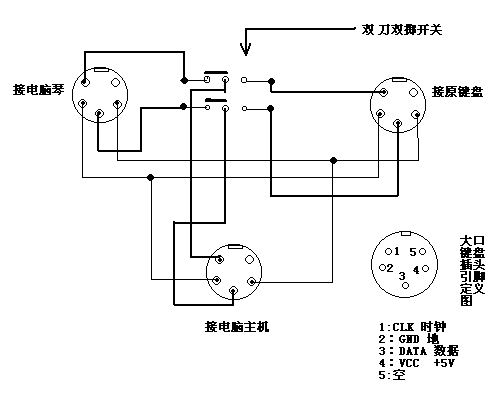 双刀双掷开关
接电脑琴
接原键盘
1 5
2 4
3
大口
键盘
插头
引脚
定义
图
接电脑主机
1:CLK 时钟
2:GND 地
3:DATA 数据
4:VCC +5V
5:空